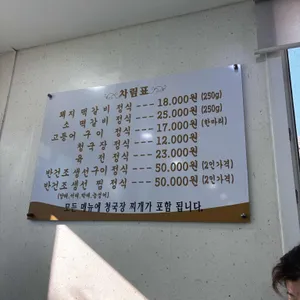 차림표
돼지 떡갈비 정식 --- 18.000원 (250g)
소 떡갈비 정식 --- 25.000원 (250g)
고등어 구이 정식 --- 17.000원 (한마리)
청국장 정식 --- 12.000원
육전 정식 --- 23.000원
반건조생선구이정식 --- 50.000원 (2인가격)
반건조생선 찜 정식 --- 50.000원 (2인가격)
모든 메뉴에 청국장 찌개가 포함 됩니다.